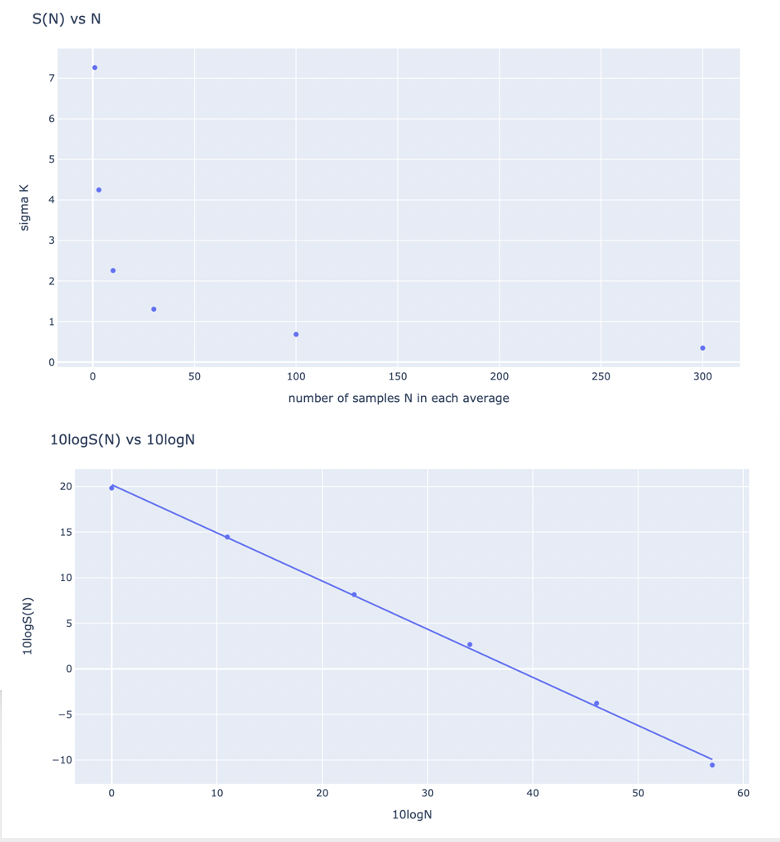 S(N) vs N
7
6
5
4
3
2
1
0
sigma K
0 50 100 150 200 250 300
number of samples N in each average
10logS(N) vs 10logN
20
15
10
5
0
−5
−10
10logS(N)
0 10 20 30 40 50 60
10logN